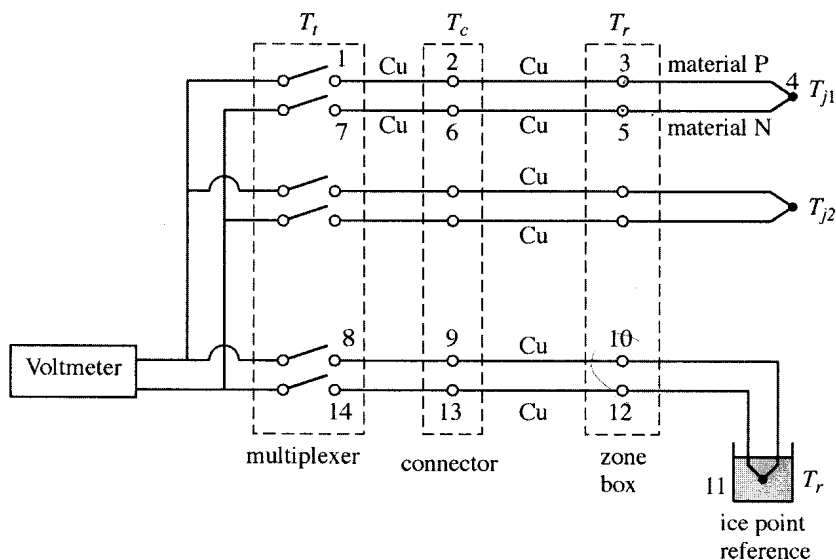 T_t T_c T_r
1 Cu 2 Cu 3 material P 4 T_j1
7 Cu 6 Cu 5 material N
Cu
T_j2
Cu
8 9 Cu 10
Voltmeter
14 13 Cu 12
multiplexer connector zone box
11 T_r
ice point
reference